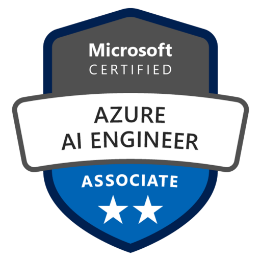 Microsoft
CERTIFIED
AZURE
AI ENGINEER
ASSOCIATE